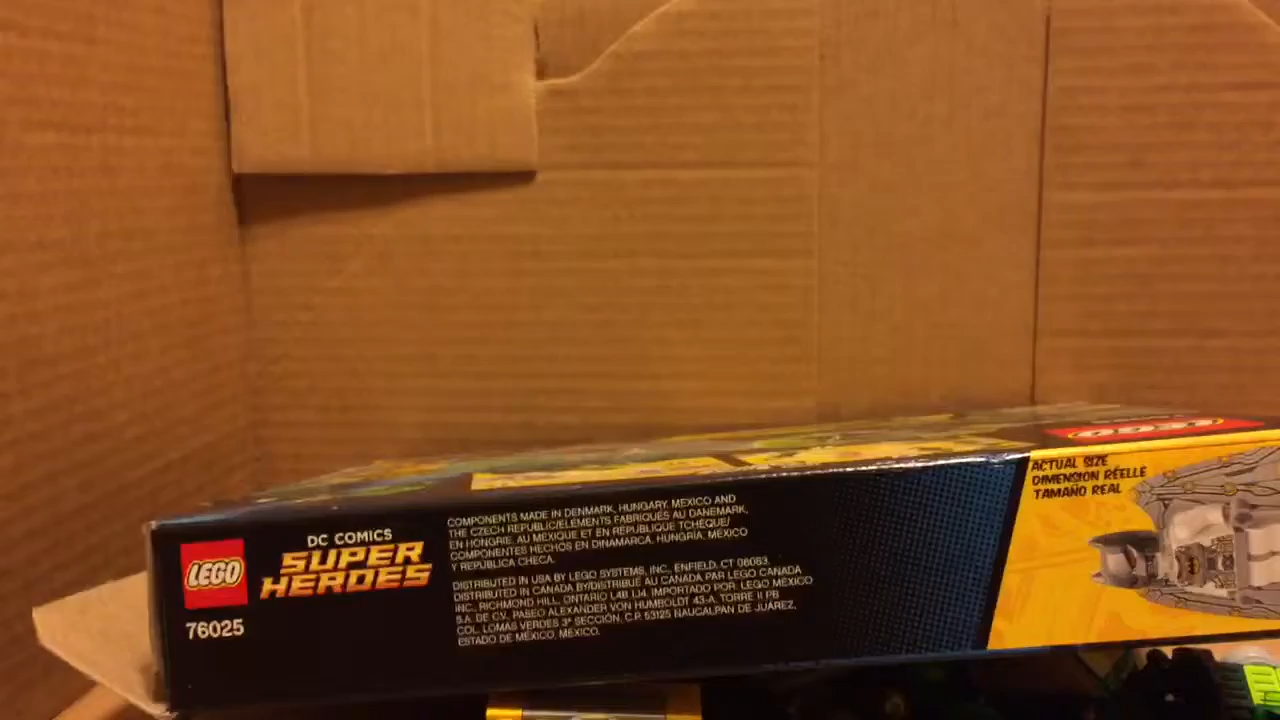 LEGO
ACTUAL SIZE
DIMENSION RÉELLE
TAMAÑO REAL
DC COMICS
SUPER
HEROES
LEGO
76025
COMPONENTS MADE IN DENMARK, HUNGARY, MEXICO AND
THE CZECH REPUBLIC/ÉLÉMENTS FABRIQUÉS AU DANEMARK,
EN HONGRIE, AU MEXIQUE ET EN RÉPUBLIQUE TCHÈQUE/
COMPONENTES HECHOS EN DINAMARCA, HUNGRÍA, MÉXICO
Y REPÚBLICA CHECA.
DISTRIBUTED IN USA BY LEGO SYSTEMS, INC., ENFIELD, CT 06083.
DISTRIBUTED IN CANADA BY/DISTRIBUÉ AU CANADA PAR LEGO CANADA
INC., RICHMOND HILL, ONTARIO L4B 1J4. IMPORTADO POR: LEGO MÉXICO
S.A. DE C.V., PASEO ALEXANDER VON HUMBOLDT 43-A, TORRE II PB
COL. LOMAS VERDES 3ª SECCIÓN, C.P. 53125 NAUCALPAN DE JUÁREZ,
ESTADO DE MÉXICO, MÉXICO.